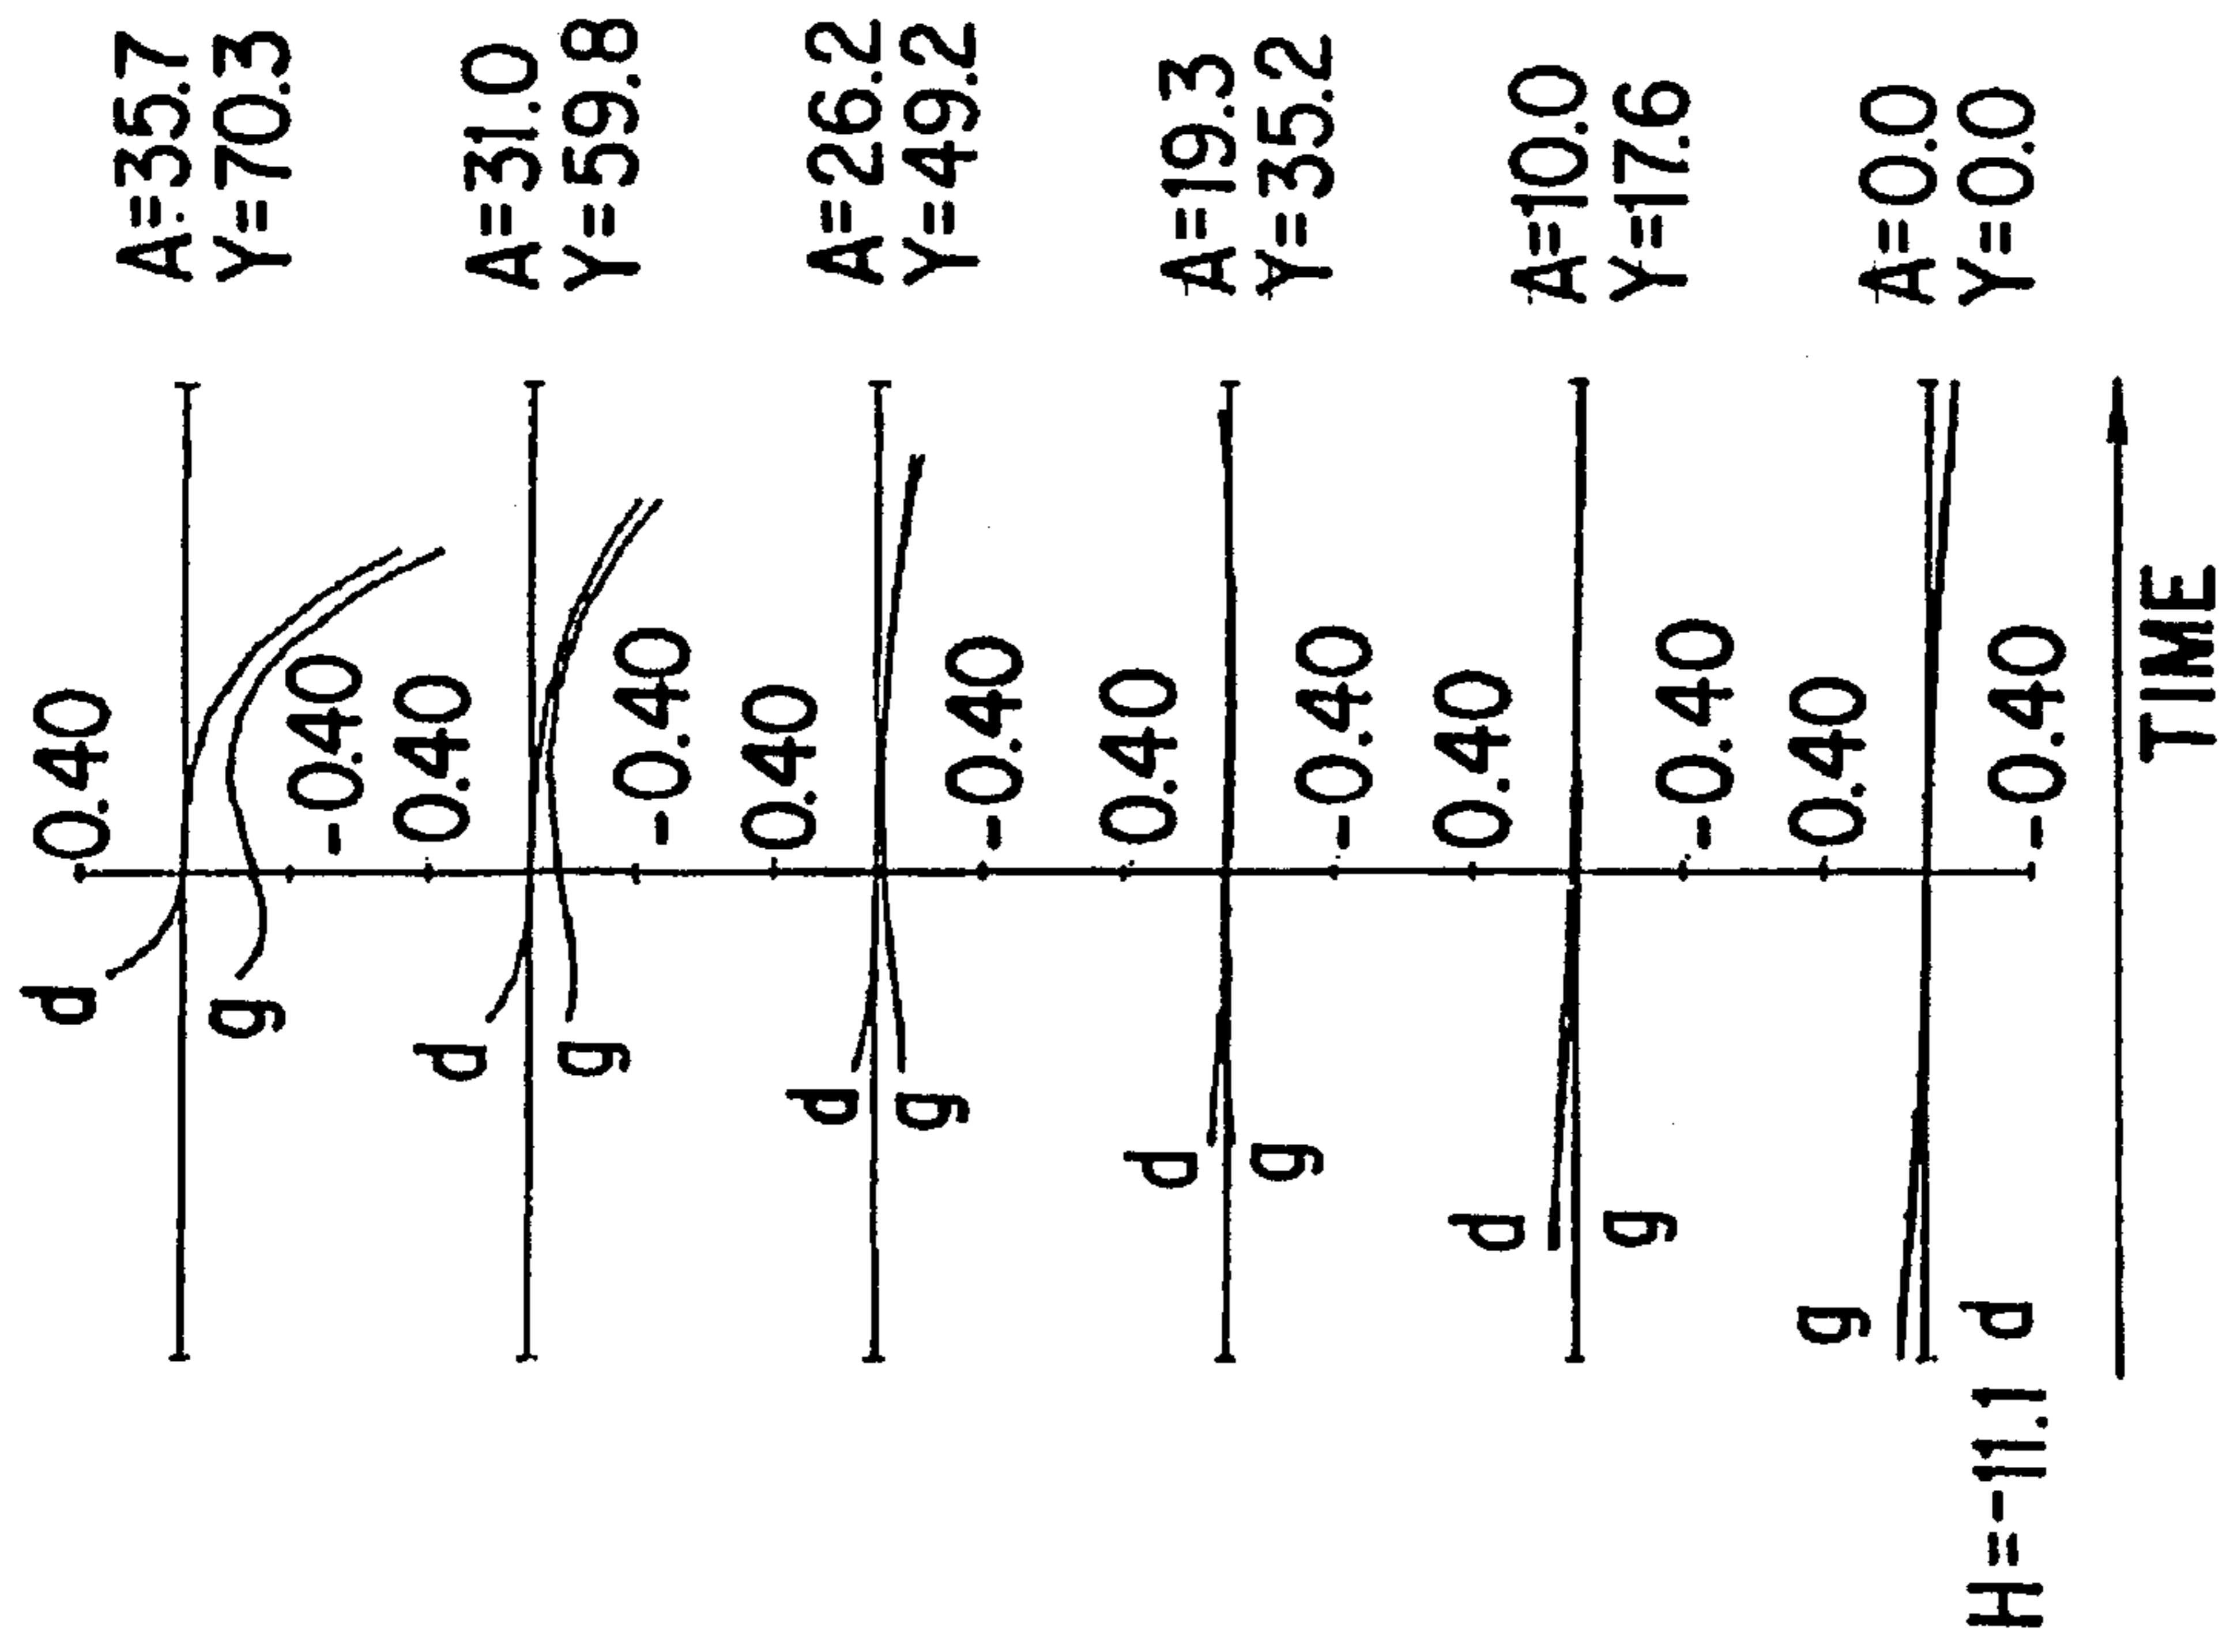 A=35.7
Y=70.3
0.40
-0.40
d
g
A=31.0
Y=59.8
0.40
-0.40
d
g
A=26.2
Y=49.2
0.40
-0.40
d
g
A=19.3
Y=35.2
0.40
-0.40
d
g
A=10.0
Y=17.6
0.40
-0.40
d
g
A=0.0
Y=0.0
0.40
-0.40
g
d
H=-11.1
TIME